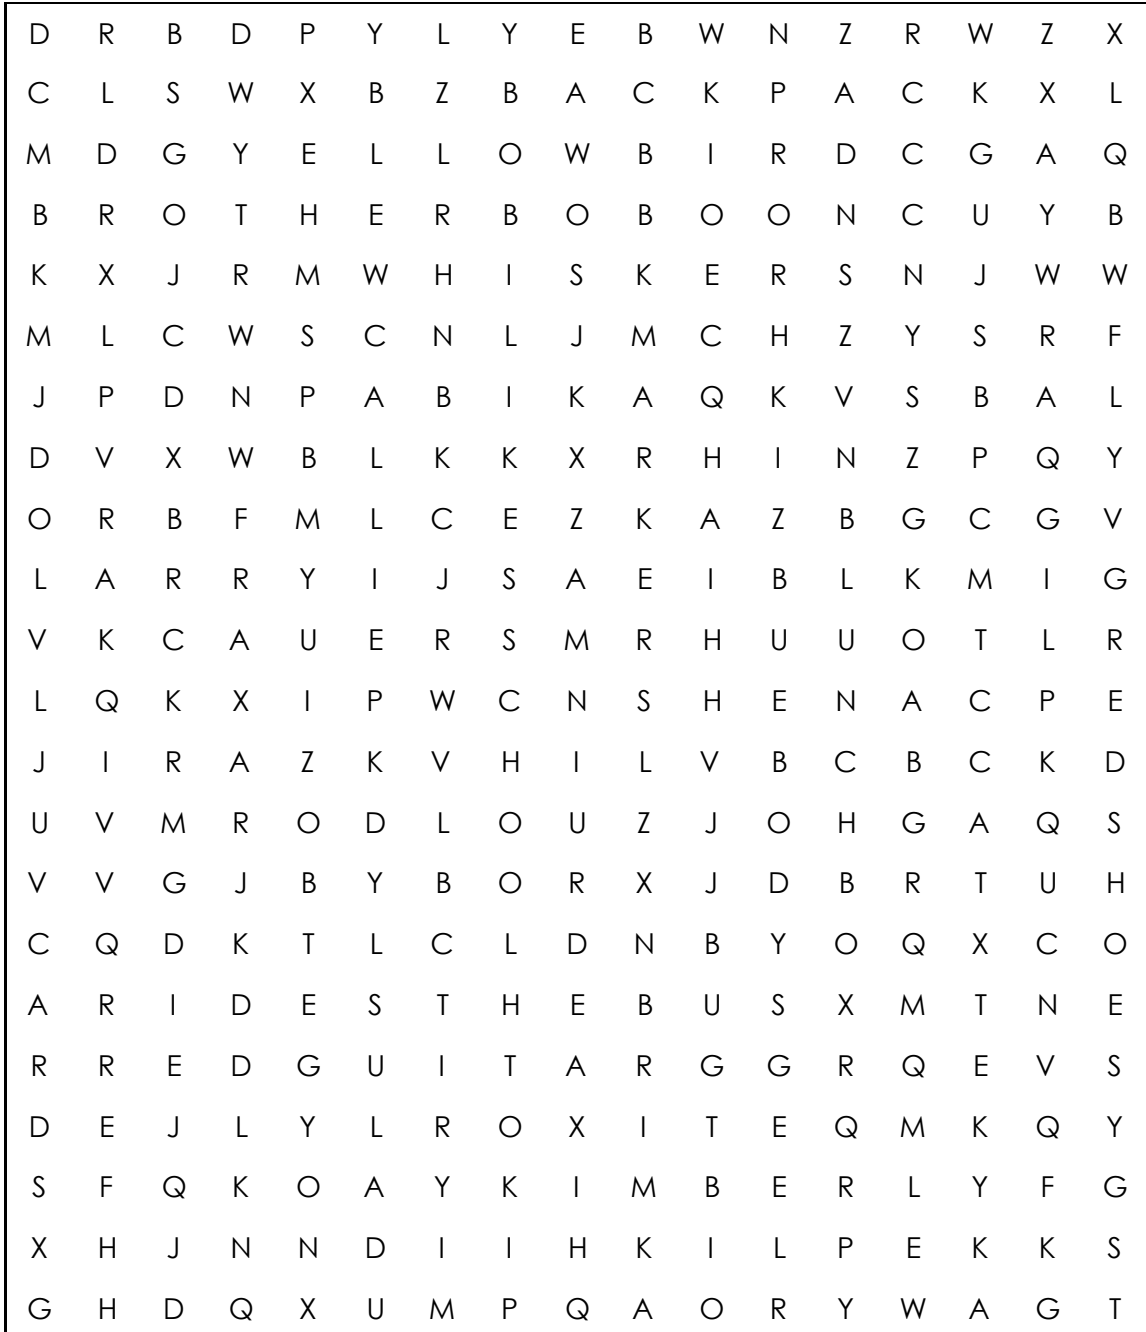 D R B D P Y L Y E B W N Z R W Z X
C L S W X B Z B A C K P A C K X L
M D G Y E L L O W B I R D C G A Q
B R O T H E R B O B O O N C U Y B
K X J R M W H I S K E R S N J W W
M L C W S C N L J M C H Z Y S R F
J P D N P A B I K A Q K V S B A L
D V X W B L K K X R H I N Z P Q Y
O R B F M L C E Z K A Z B G C G V
L A R R Y I J S A E I B L K M I G
V K C A U E R S M R H U U O T L R
L Q K X I P W C N S H E N A C P E
J I R A Z K V H I L V B C B C K D
U V M R O D L O U Z J O H G A Q S
V V G J B Y B O R X J D B R T U H
C Q D K T L C L D N B Y O Q X C O
A R I D E S T H E B U S X M T N E
R R E D G U I T A R G G R Q E V S
D E J L Y L R O X I T E Q M K Q Y
S F Q K O A Y K I M B E R L Y F G
X H J N N D I I H K I L P E K K S
G H D Q X U M P Q A O R Y W A G T